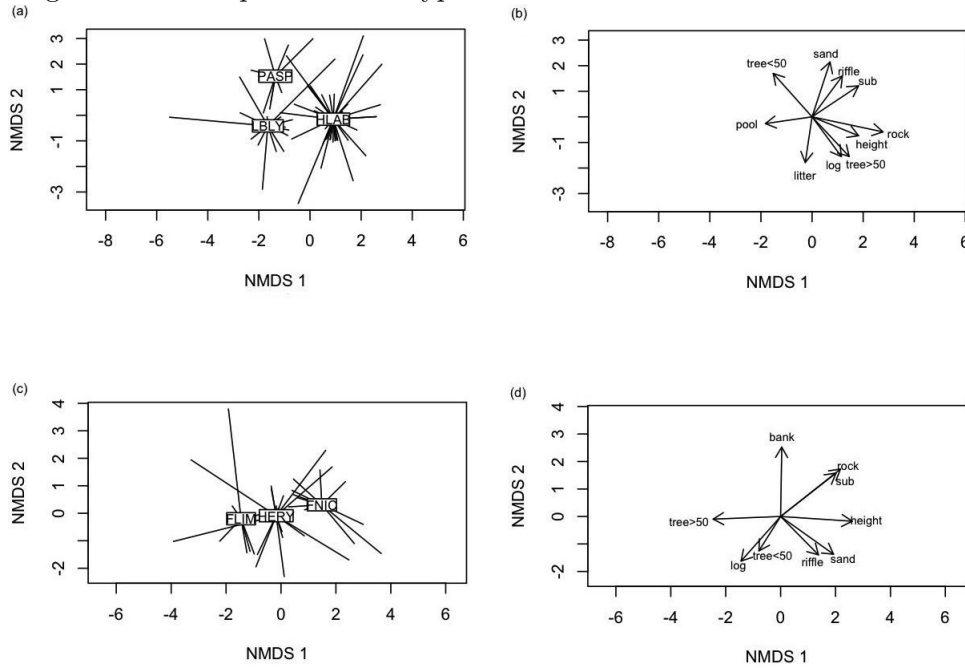 (a)
3
2
1
-1
-3
NMDS 2
PASP
LBLY
HLAB
-8 -6 -4 -2 0 2 4 6
NMDS 1
(b)
3
2
1
-1
-3
NMDS 2
sand
tree<50
riffle
sub
pool
rock
height
log tree>50
litter
-8 -6 -4 -2 0 2 4 6
NMDS 1
(c)
4
3
2
1
0
-2
NMDS 2
FLIM HERY
-6 -4 -2 0 2 4 6
NMDS 1
(d)
4
3
2
1
0
-2
NMDS 2
bank
rock
sub
tree>50 height
tree<50
log riffle sand
-6 -4 -2 0 2 4 6
NMDS 1